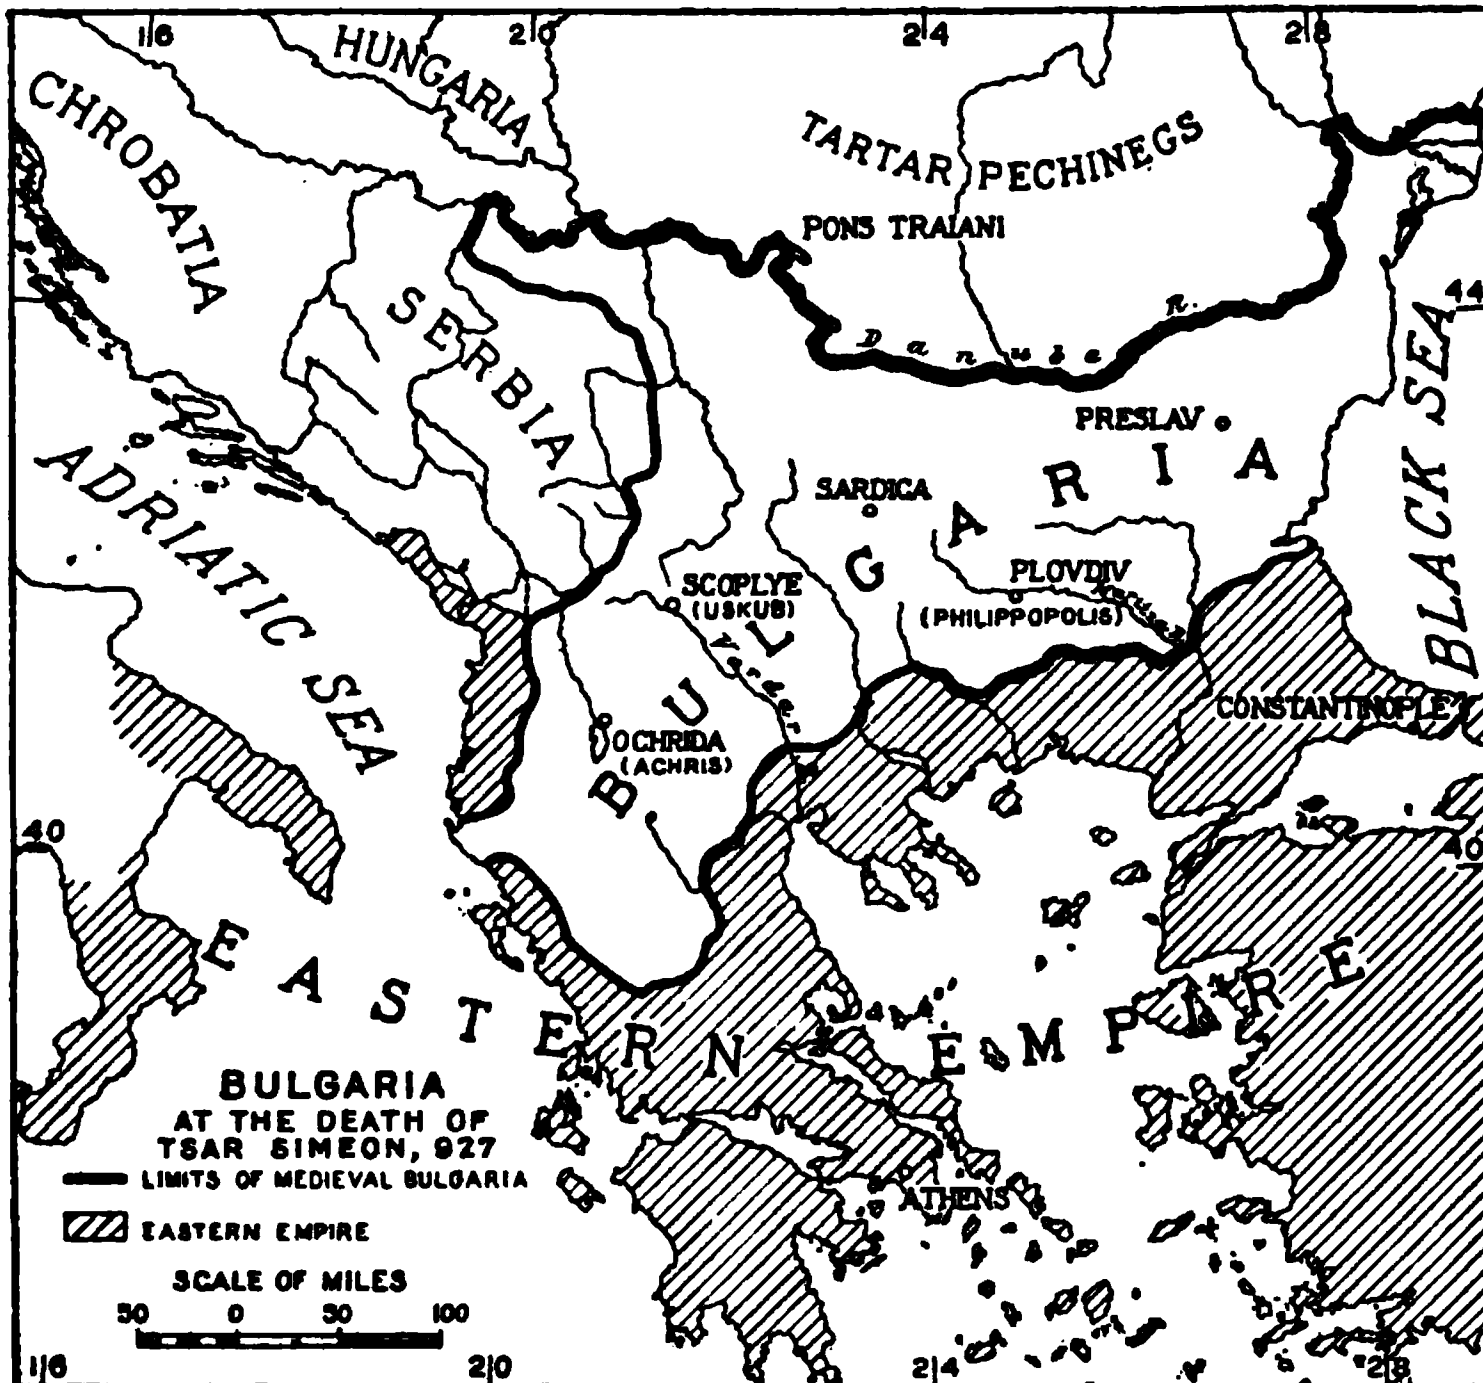 16 20 24 28
HUNGARIA
CHROBATIA
TARTAR PECHINEGS
PONS TRAIANI
SERBIA
44
Danube R.
BLACK SEA
PRESLAV
ADRIATIC SEA
SARDICA
BULGARIA
PLOVDIV
(PHILIPPOPOLIS)
SCOPLYE
(USKUB)
Vardar
CONSTANTINOPLE
OCHRIDA
(ACHRIS)
40 40
EASTERN EMPIRE
BULGARIA
AT THE DEATH OF
TSAR SIMEON, 927
LIMITS OF MEDIEVAL BULGARIA
EASTERN EMPIRE
ATHENS
SCALE OF MILES
50 0 50 100
16 20 24 28